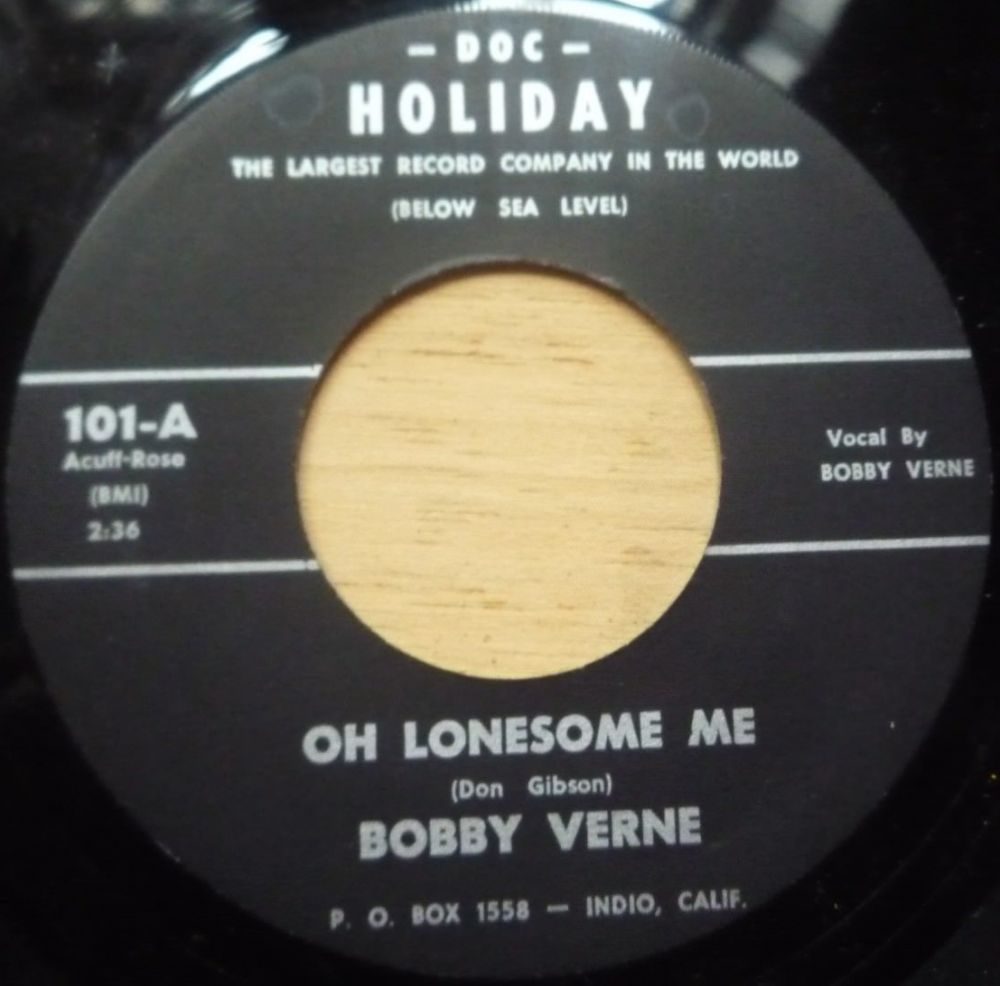 — DOC —
HOLIDAY
THE LARGEST RECORD COMPANY IN THE WORLD
(BELOW SEA LEVEL)
101-A
Acuff-Rose
(BMI)
2:36
Vocal By
BOBBY VERNE
OH LONESOME ME
(Don Gibson)
BOBBY VERNE
P. O. BOX 1558 — INDIO, CALIF.